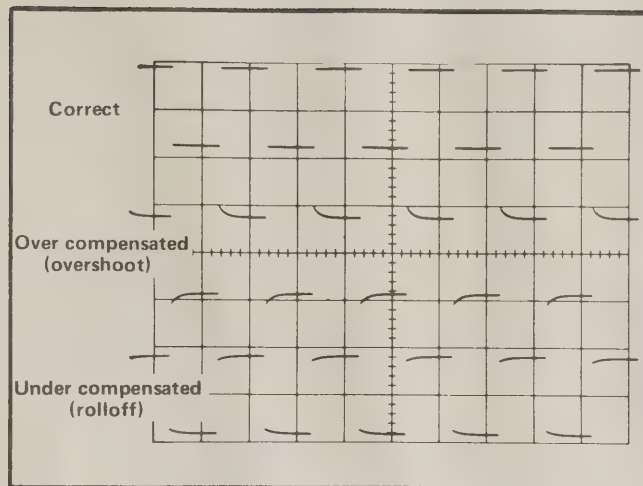 Correct
Over compensated
(overshoot)
Under compensated
(rolloff)